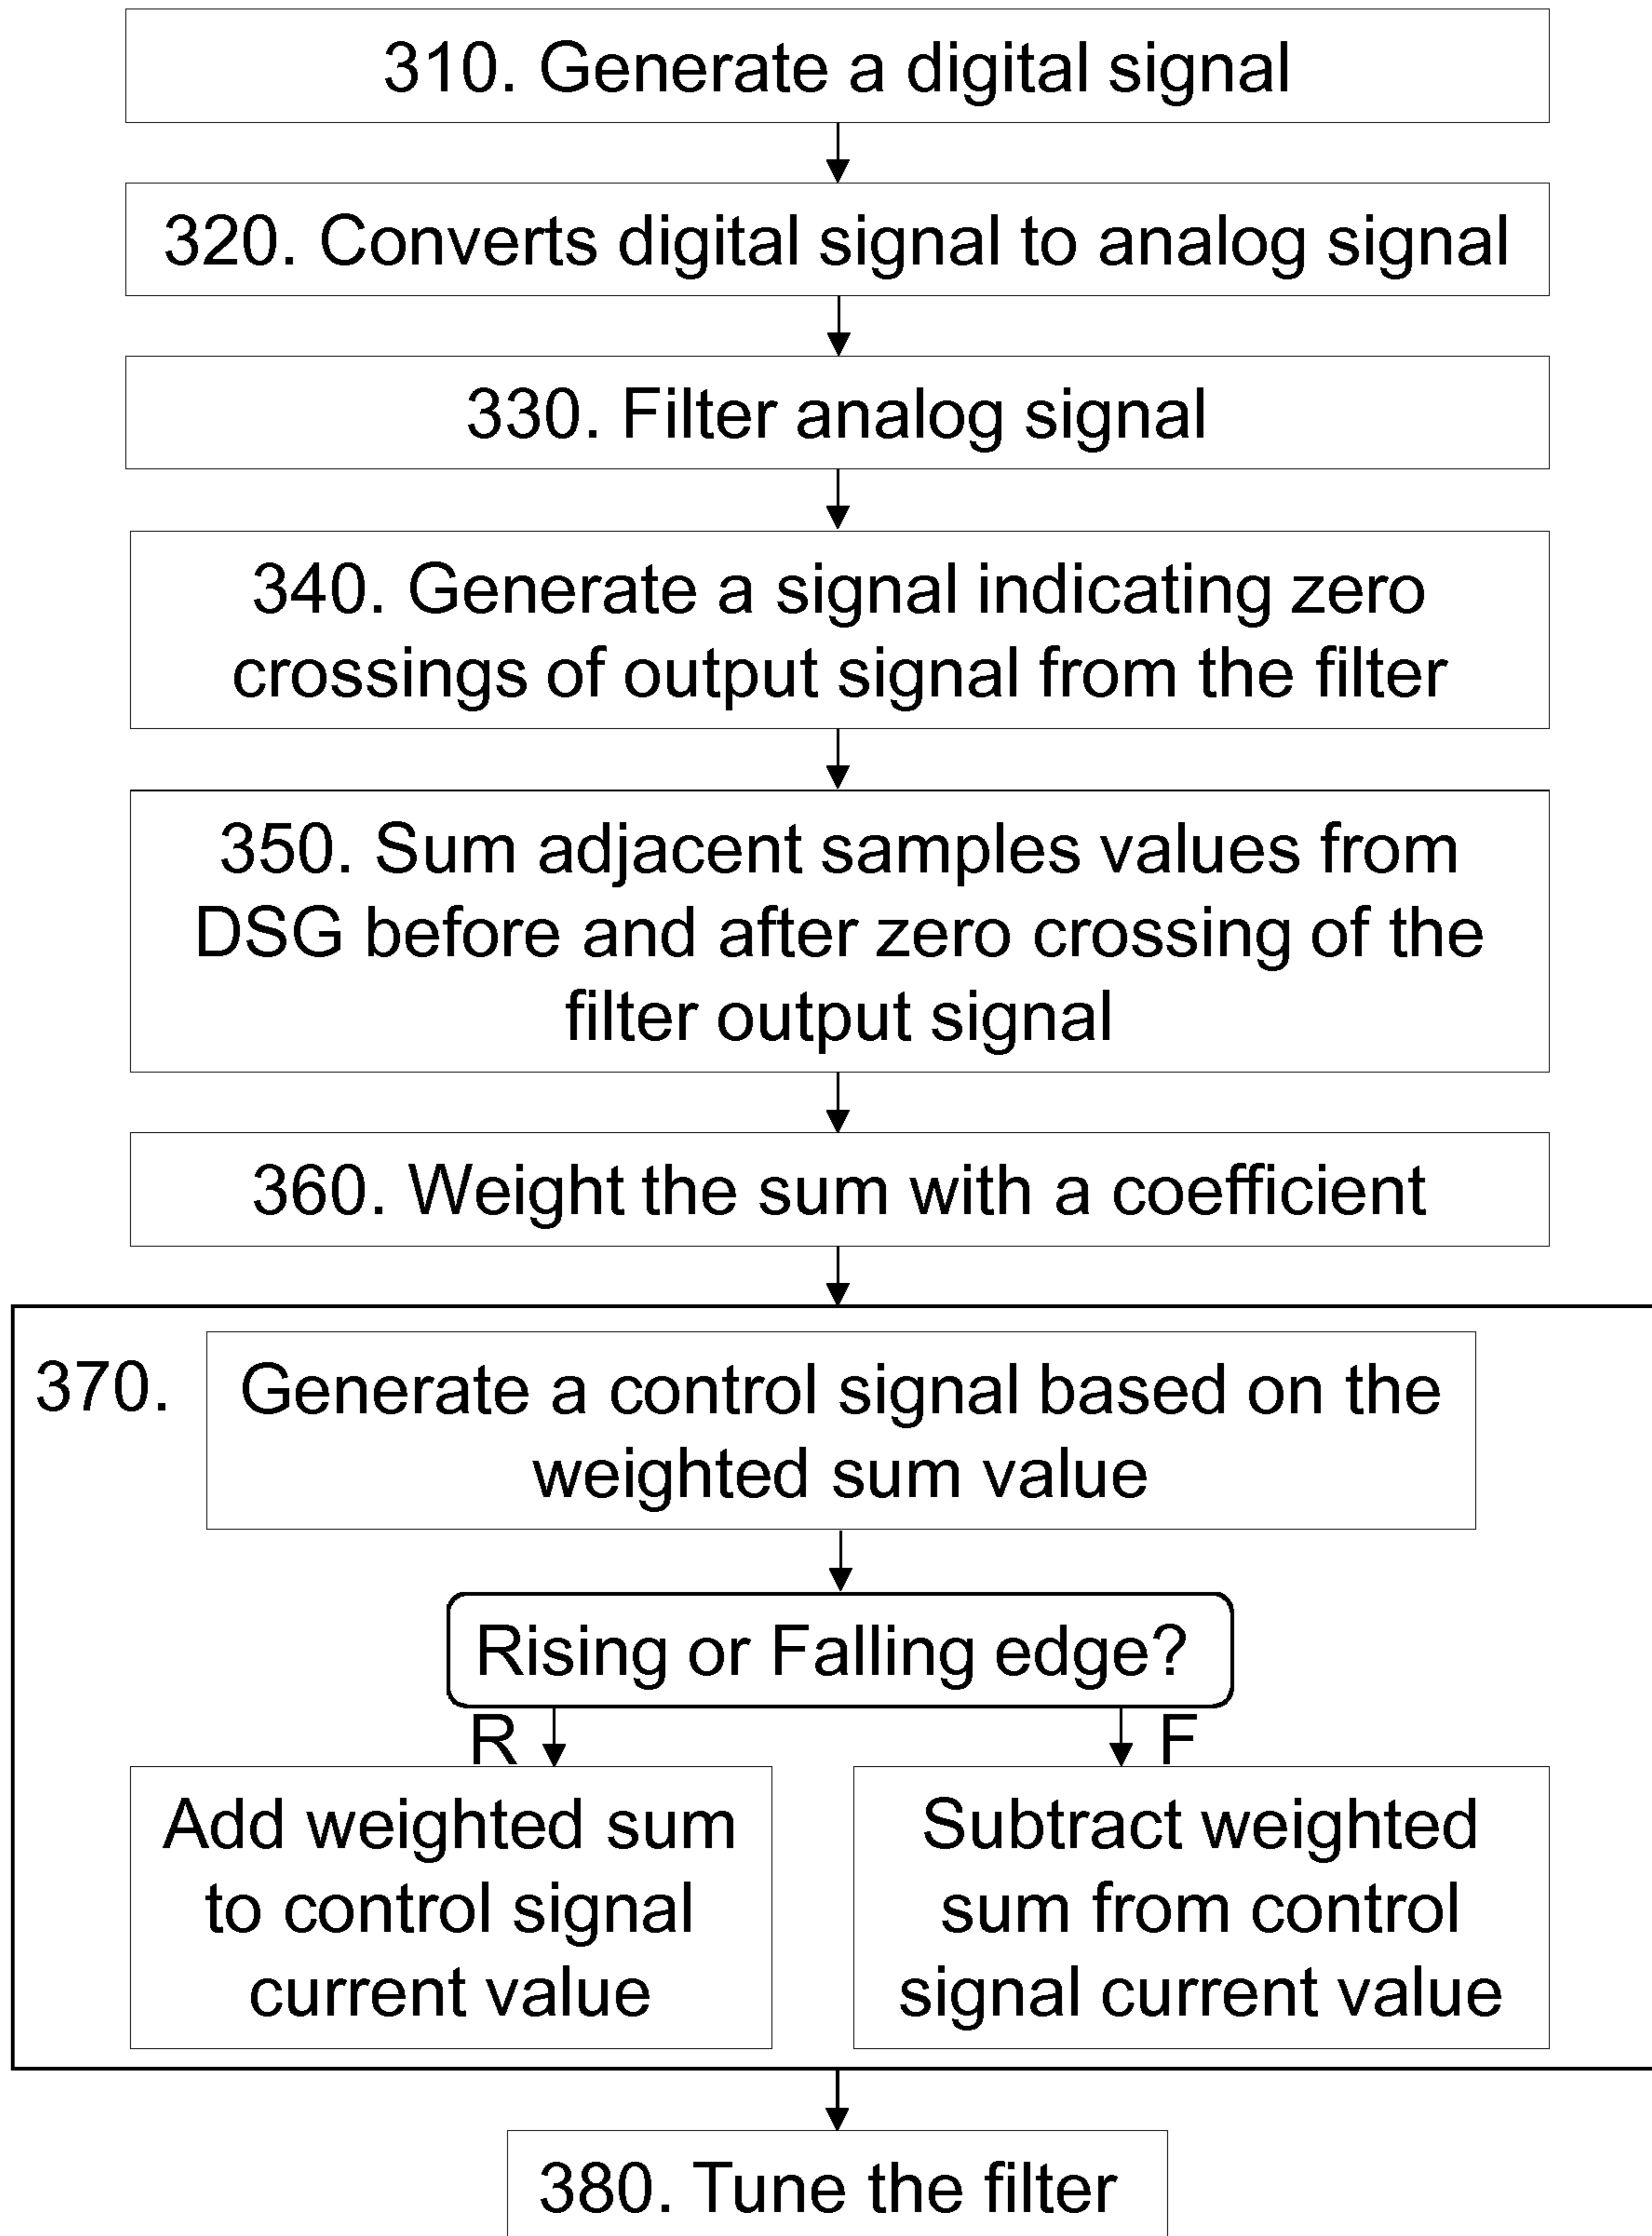 310. Generate a digital signal
320. Converts digital signal to analog signal
330. Filter analog signal
340. Generate a signal indicating zero
crossings of output signal from the filter
350. Sum adjacent samples values from
DSG before and after zero crossing of the
filter output signal
360. Weight the sum with a coefficient
370.
Generate a control signal based on the
weighted sum value
Rising or Falling edge?
R
F
Add weighted sum
to control signal
current value
Subtract weighted
sum from control
signal current value
380. Tune the filter